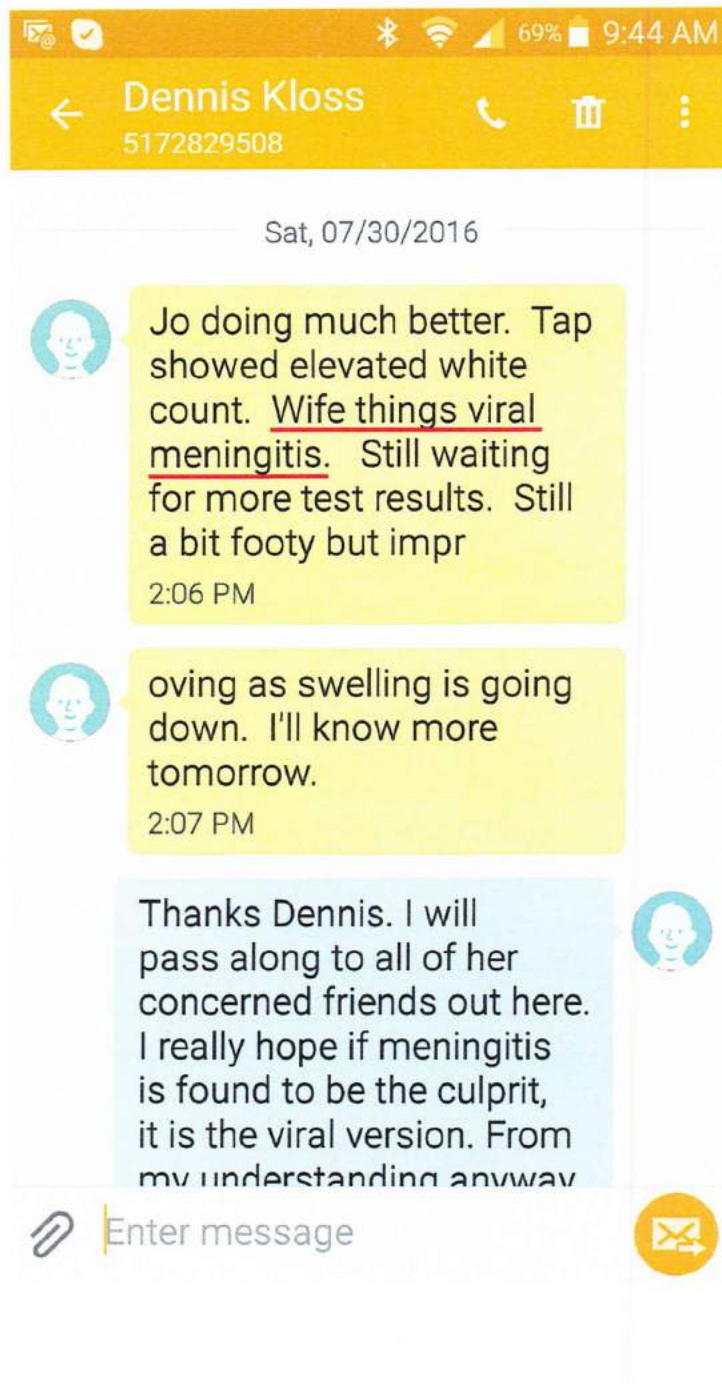 69% 9:44 AM
Dennis Kloss
5172829508
Sat, 07/30/2016
Jo doing much better.  Tap
showed elevated white
count.  Wife things viral
meningitis.   Still waiting
for more test results.  Still
a bit footy but impr
2:06 PM
oving as swelling is going
down.  I'll know more
tomorrow.
2:07 PM
Thanks Dennis. I will
pass along to all of her
concerned friends out here.
I really hope if meningitis
is found to be the culprit,
it is the viral version. From
my understanding anyway
Enter message